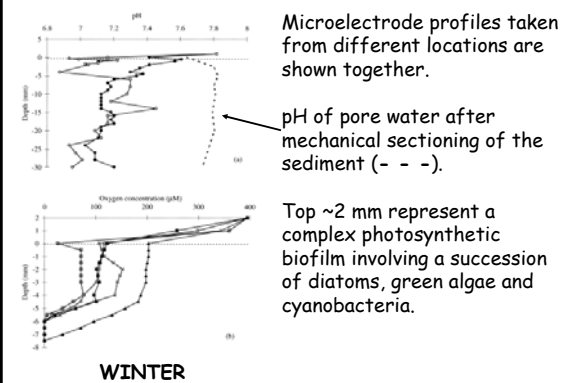 pH
6.8 7 7.2 7.4 7.6 7.8 8
5
0
-5
-10
-15
-20
-25
-30
Depth (mm)
(a)
Oxygen concentration (µM)
0 100 200 300 400
2
1
0
-1
-2
-3
-4
-5
-6
-7
-8
Depth (mm)
(b)
WINTER
Microelectrode profiles taken
from different locations are
shown together.
pH of pore water after
mechanical sectioning of the
sediment (- - -).
Top ~2 mm represent a
complex photosynthetic
biofilm involving a succession
of diatoms, green algae and
cyanobacteria.